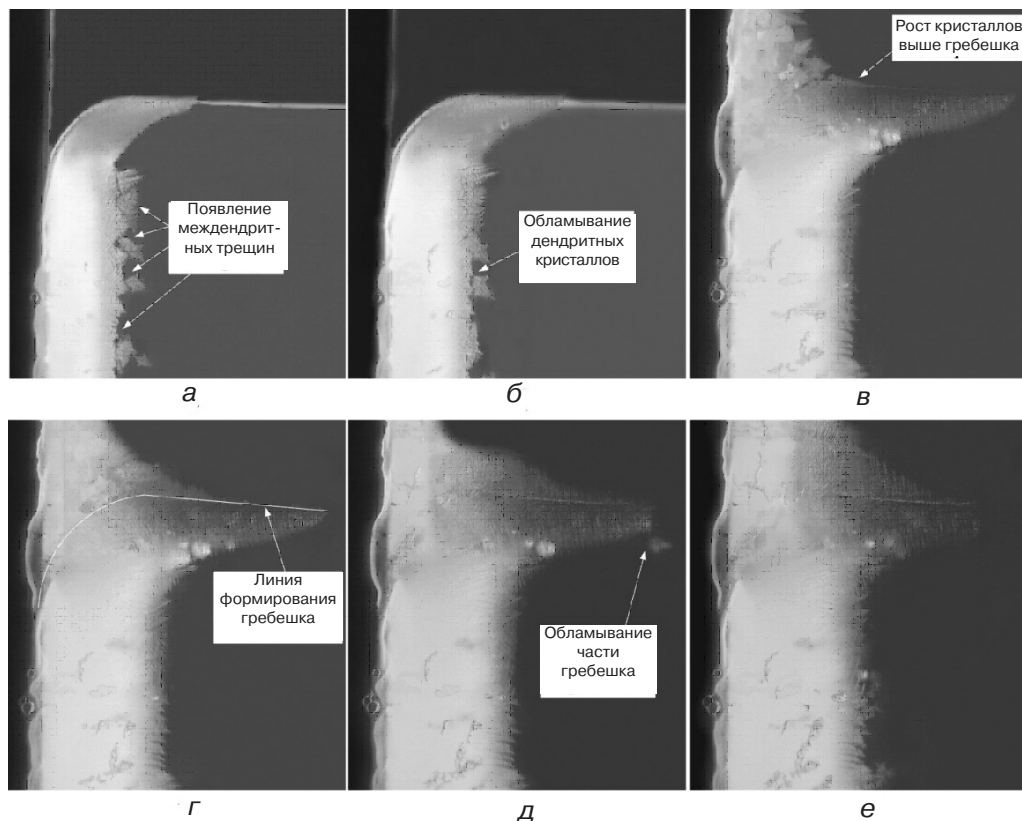 Рост кристаллов
выше гребешка
Появление
междендрит-
ных трещин
Обламывание
дендритных
кристаллов
а
б
в
Линия
формирования
гребешка
Обламывание
части
гребешка
г
д
е